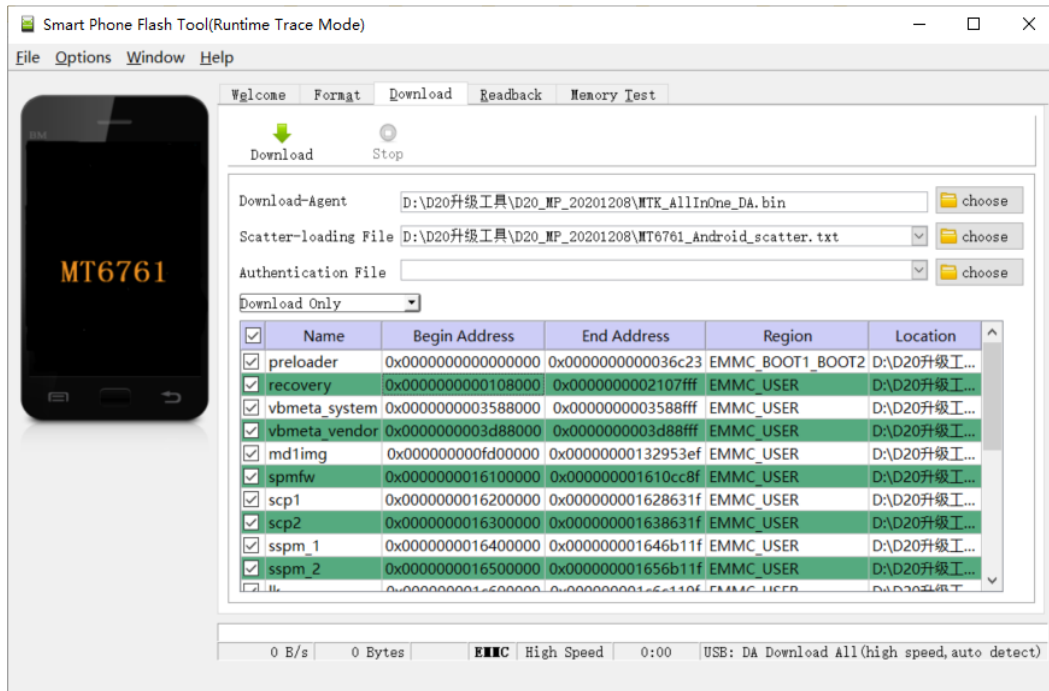 Smart Phone Flash Tool(Runtime Trace Mode)
File Options Window Help
Welcome Format Download Readback Memory Test
BM
Download Stop
Download-Agent D:\D20升级工具\D20_MP_20201208\MTK_AllInOne_DA.bin choose
Scatter-loading File D:\D20升级工具\D20_MP_20201208\MT6761_Android_scatter.txt choose
MT6761
Authentication File choose
Download Only
Name Begin Address End Address Region Location
preloader 0x0000000000000000 0x0000000000036c23 EMMC_BOOT1_BOOT2 D:\D20升级工...
recovery 0x0000000000108000 0x0000000002107fff EMMC_USER D:\D20升级工...
vbmeta_system 0x0000000003588000 0x0000000003588fff EMMC_USER D:\D20升级工...
vbmeta_vendor 0x0000000003d88000 0x0000000003d88fff EMMC_USER D:\D20升级工...
md1img 0x000000000fd00000 0x00000000132953ef EMMC_USER D:\D20升级工...
spmfw 0x0000000016100000 0x000000001610cc8f EMMC_USER D:\D20升级工...
scp1 0x0000000016200000 0x000000001628631f EMMC_USER D:\D20升级工...
scp2 0x0000000016300000 0x000000001638631f EMMC_USER D:\D20升级工...
sspm_1 0x0000000016400000 0x000000001646b11f EMMC_USER D:\D20升级工...
sspm_2 0x0000000016500000 0x000000001656b11f EMMC_USER D:\D20升级工...
0 B/s 0 Bytes EMMC High Speed 0:00 USB: DA Download All(high speed,auto detect)